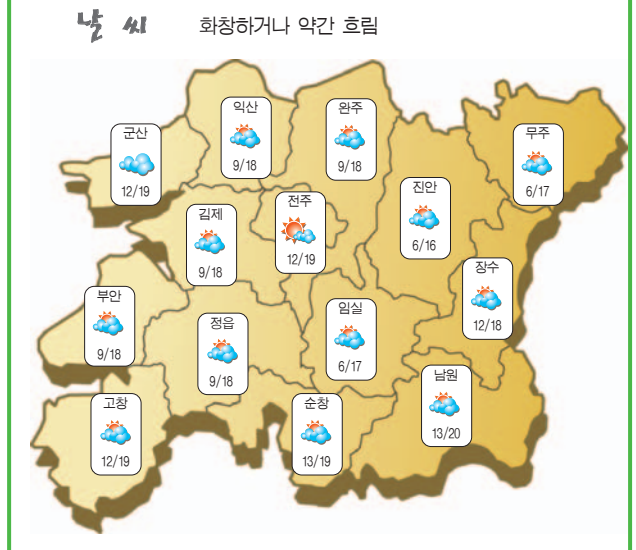 날 씨 화창하거나 약간 흐림
익산
9/18
완주
9/18
군산
12/19
무주
6/17
진안
6/16
전주
12/19
김제
9/18
장수
12/18
부안
9/18
임실
6/17
정읍
9/18
남원
13/20
고창
12/19
순창
13/19